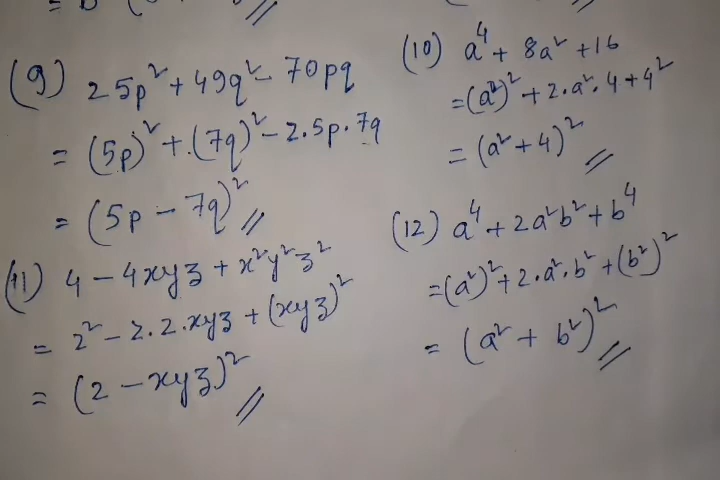 (9) 25p² + 49q² - 70pq
= (5p)² + (7q)² - 2.5p.7q
= (5p - 7q)²
(10) a⁴ + 8a² + 16
= (a²)² + 2.a².4 + 4²
= (a² + 4)²
(11) 4 - 4xyz + x²y²z²
= 2² - 2.2.xyz + (xyz)²
= (2 - xyz)²
(12) a⁴ + 2a²b² + b⁴
= (a²)² + 2.a².b² + (b²)²
= (a² + b²)²